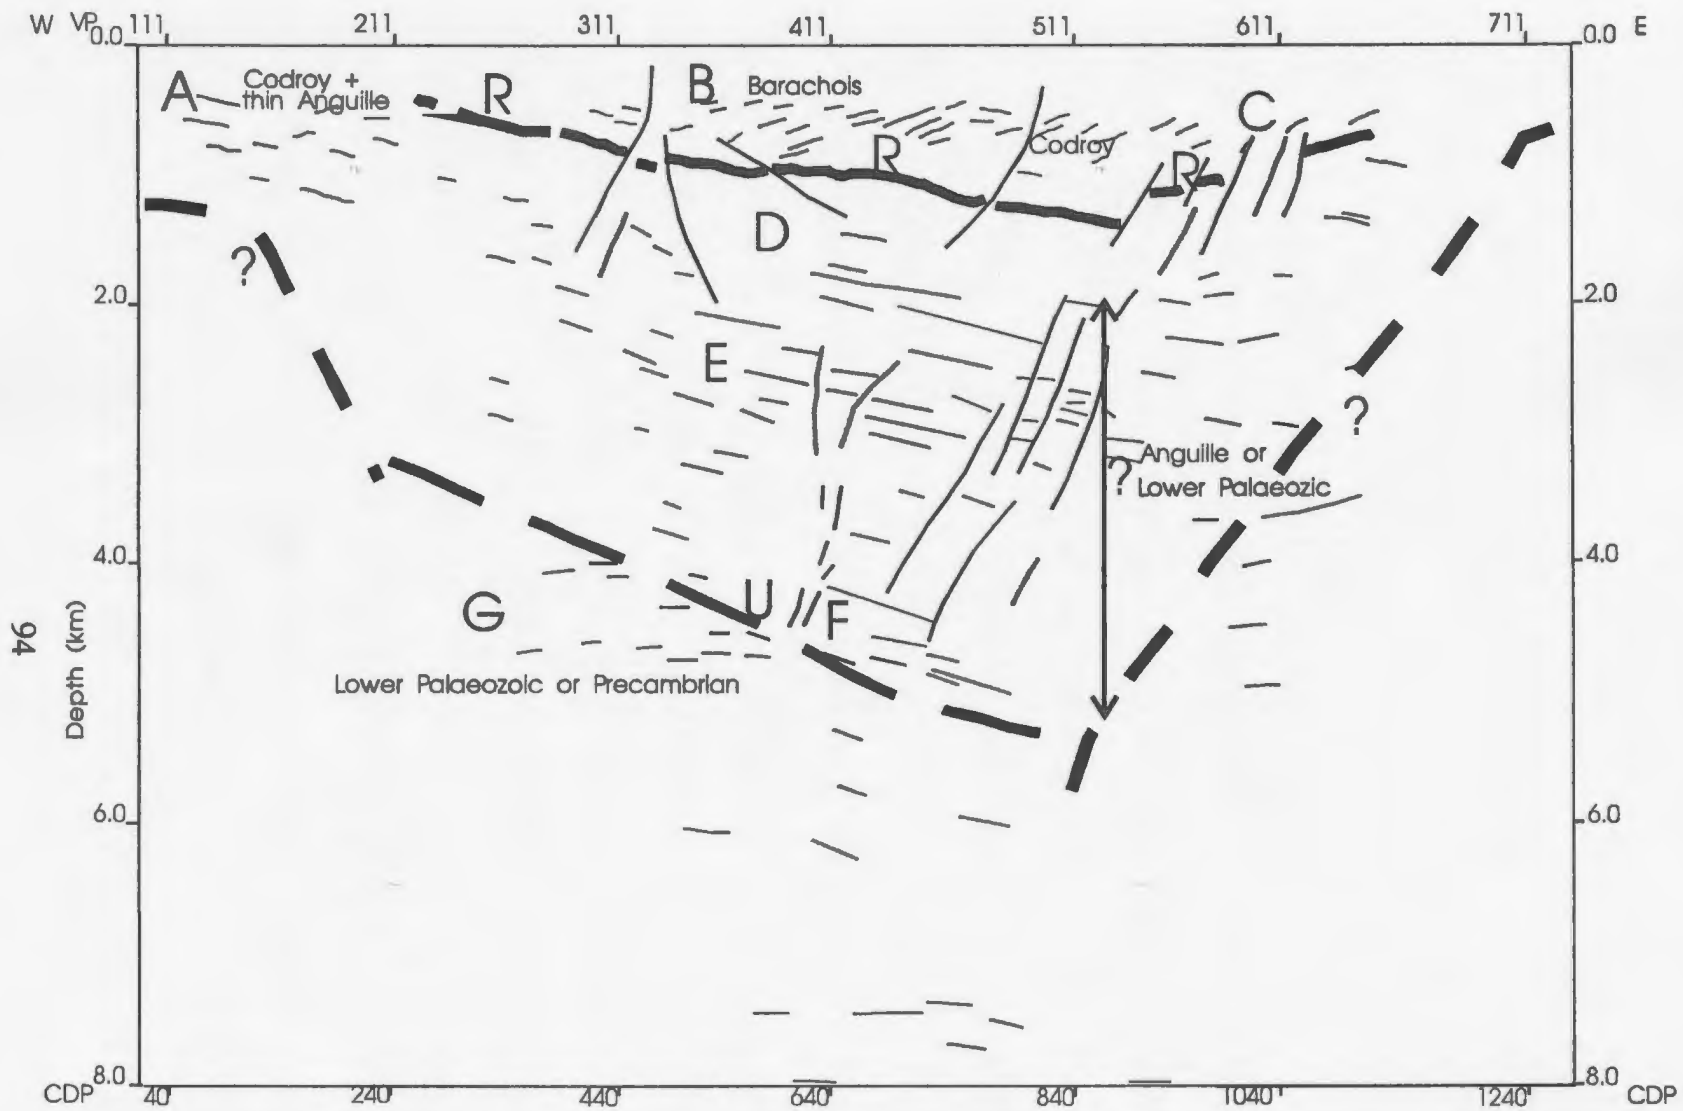 W VP 111 211 311 411 511 611 711 E
0.0 0.0
A Codroy + R B Barachois C
thin Anguille
R Codroy R
D
?
2.0 2.0
E
?
Anguille or
? Lower Palaeozic
4.0 4.0
G U F
Lower Palaeozoic or Precambrian
Depth (km)
94
6.0 6.0
8.0 8.0
CDP 40 240 440 640 840 1040 1240 CDP